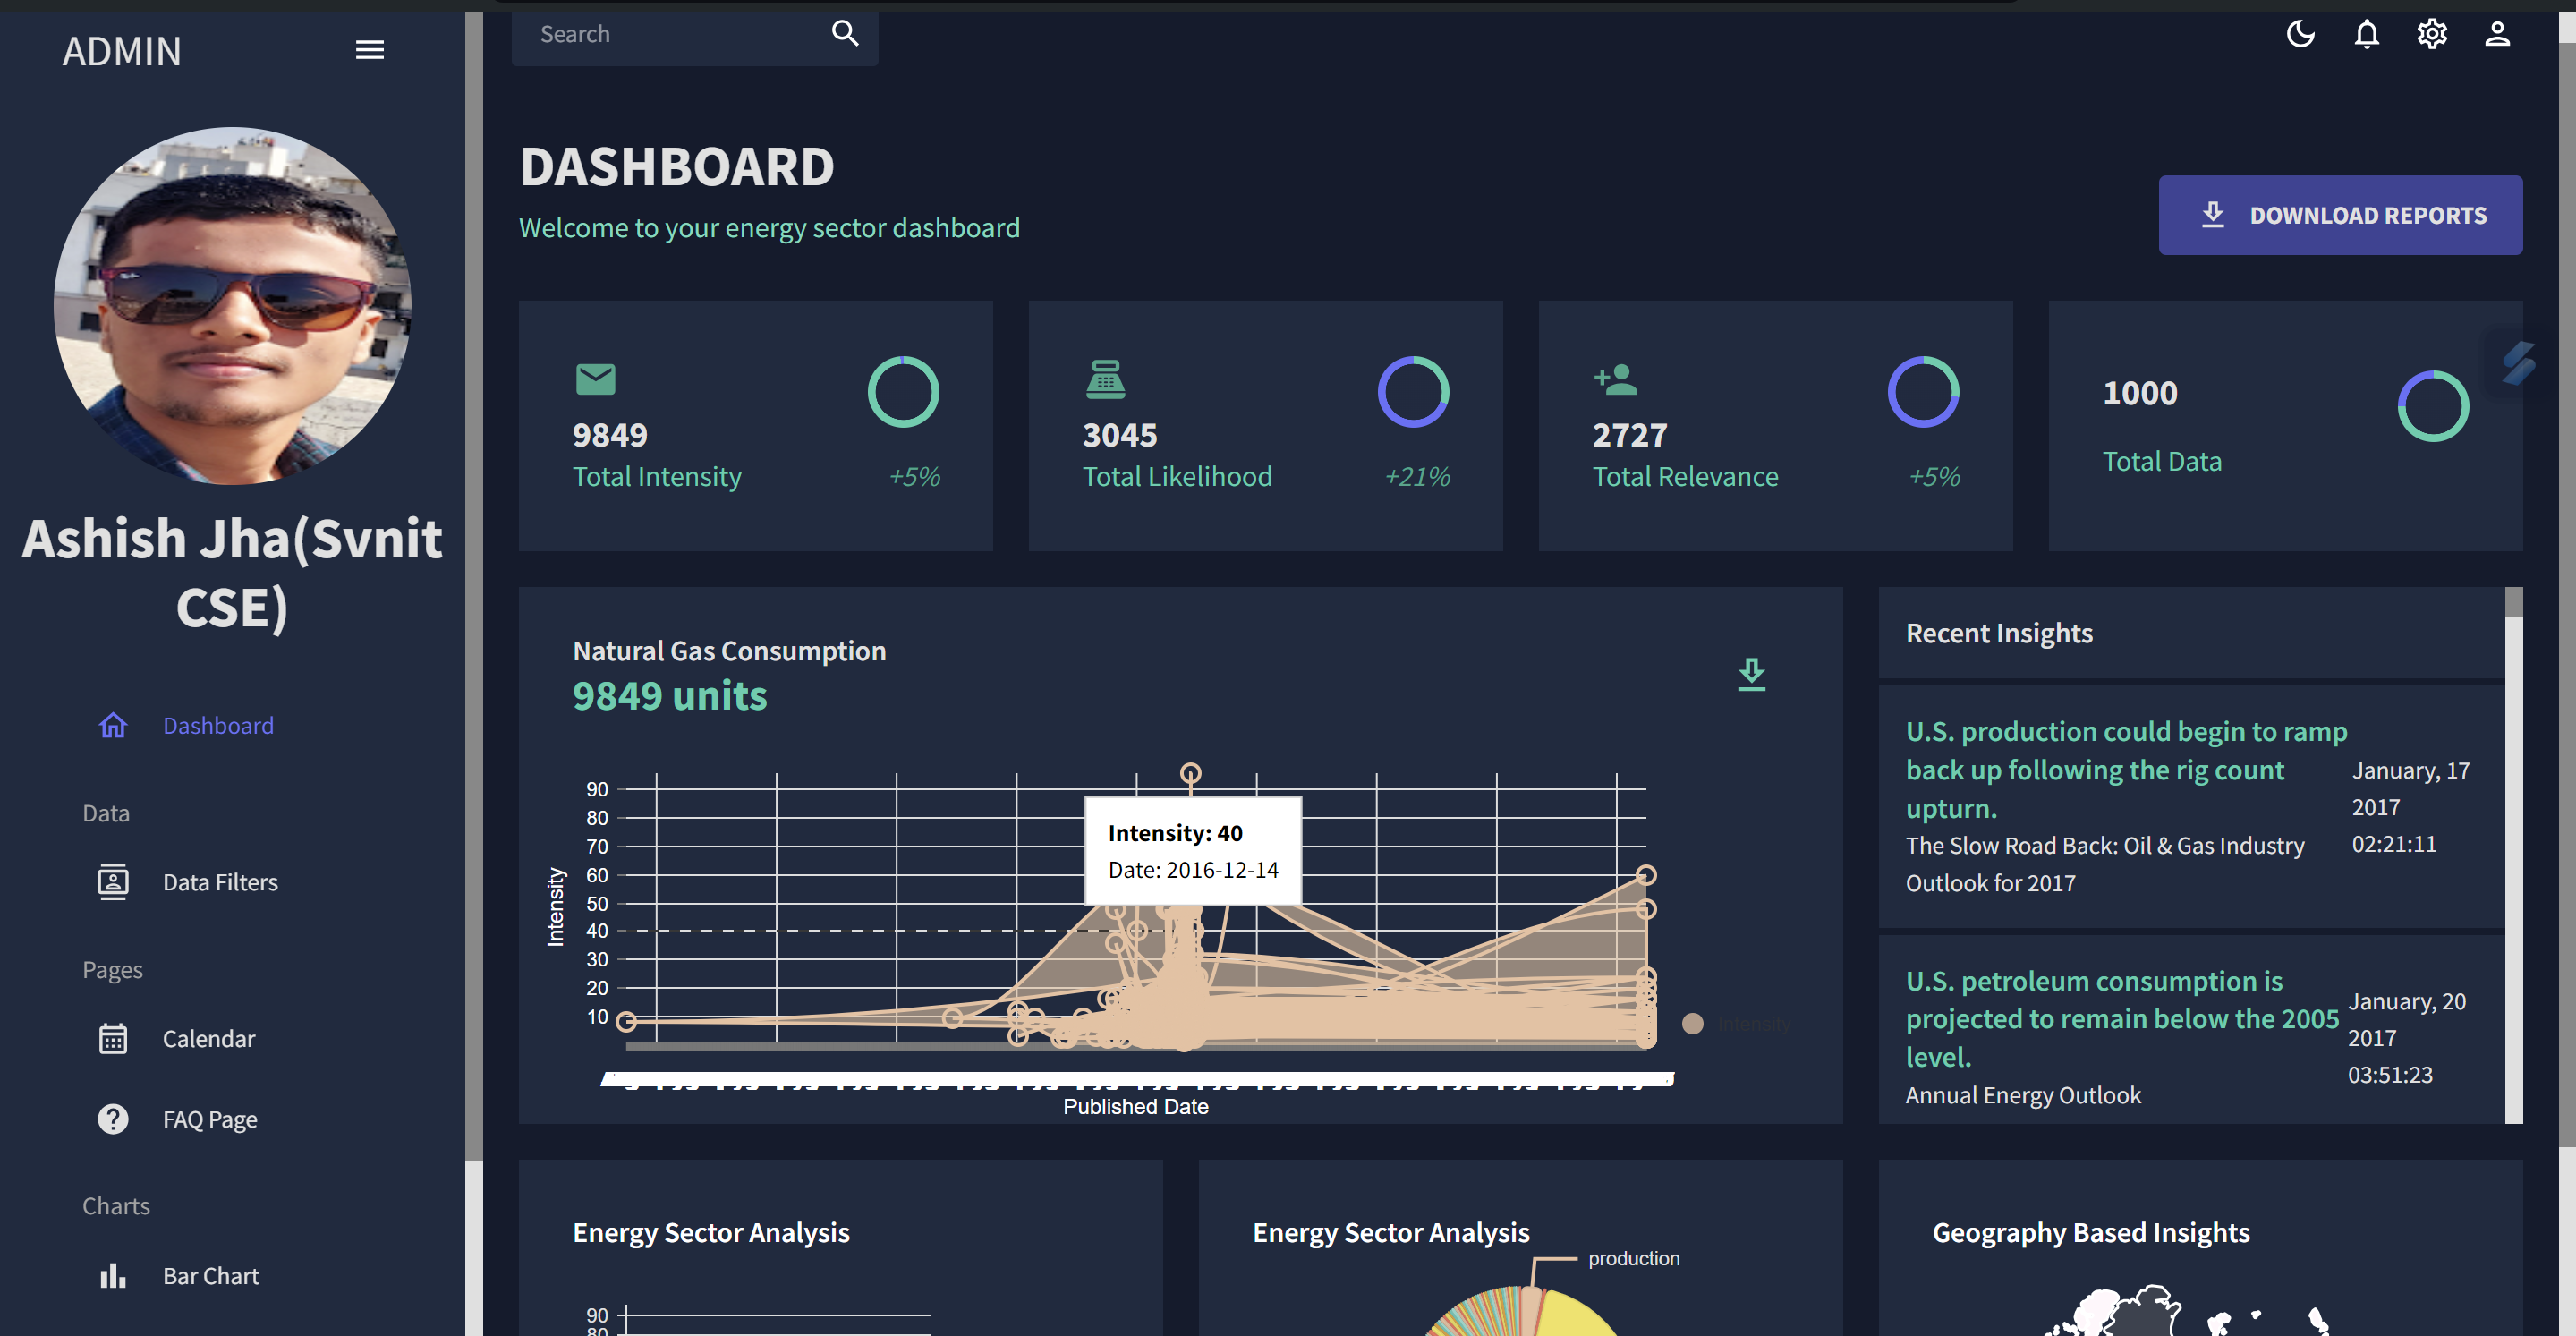 ADMIN
Search
Ashish Jha(Svnit
CSE)
Dashboard
Data
Data Filters
Pages
Calendar
FAQ Page
Charts
Bar Chart
DASHBOARD
Welcome to your energy sector dashboard
DOWNLOAD REPORTS
9849
Total Intensity
+5%
3045
Total Likelihood
+21%
2727
Total Relevance
+5%
1000
Total Data
Natural Gas Consumption
9849 units
90
80
70
60
50
40
30
20
10
Intensity
Intensity: 40
Date: 2016-12-14
Intensity
Published Date
Recent Insights
U.S. production could begin to ramp
back up following the rig count
upturn.
The Slow Road Back: Oil & Gas Industry
Outlook for 2017
January, 17
2017
02:21:11
U.S. petroleum consumption is
projected to remain below the 2005
level.
Annual Energy Outlook
January, 20
2017
03:51:23
Energy Sector Analysis
90
80
Energy Sector Analysis
production
Geography Based Insights